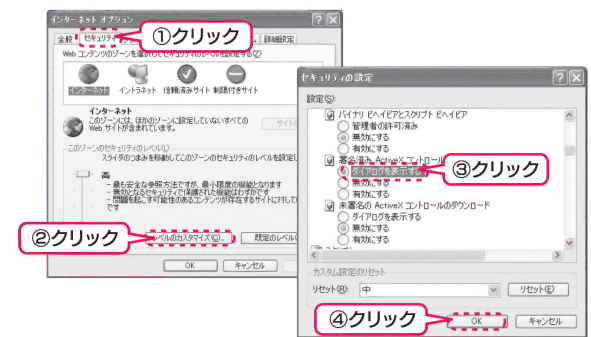 インターネット オプション
全般 セキュリティ 詳細設定
①クリック
Web コンテンツのゾーンを選択してセキュリティのレベルを設定する(Z)
インターネット イントラネット 信頼済みサイト 制限付きサイト
インターネット
このゾーンには、ほかのゾーンに設定していないすべての
Web サイトが含まれています。
このゾーンのセキュリティのレベル(L)
スライダのつまみを移動してこのゾーンのセキュリティのレベルを設定し
高
- 最も安全な参照方法ですが、最小限度の機能となります
- 無効となるセキュリティで保護された機能はわずかです
- 問題を起こす可能性のあるコンテンツが存在するサイトに対して
です
②クリック
レベルのカスタマイズ(C)... 既定のレベル(
OK キャンセル
セキュリティの設定
設定(S):
バイナリ ビヘイビアとスクリプト ビヘイビア
管理者の許可済み
無効にする
有効にする
署名済み ActiveX コントロール
ダイアログを表示する
③クリック
無効にする
有効にする
未署名の ActiveX コントロールのダウンロード
ダイアログを表示する
無効にする
有効にする
カスタム設定のリセット
リセット(R): 中 リセット(E)
④クリック
OK キャンセル